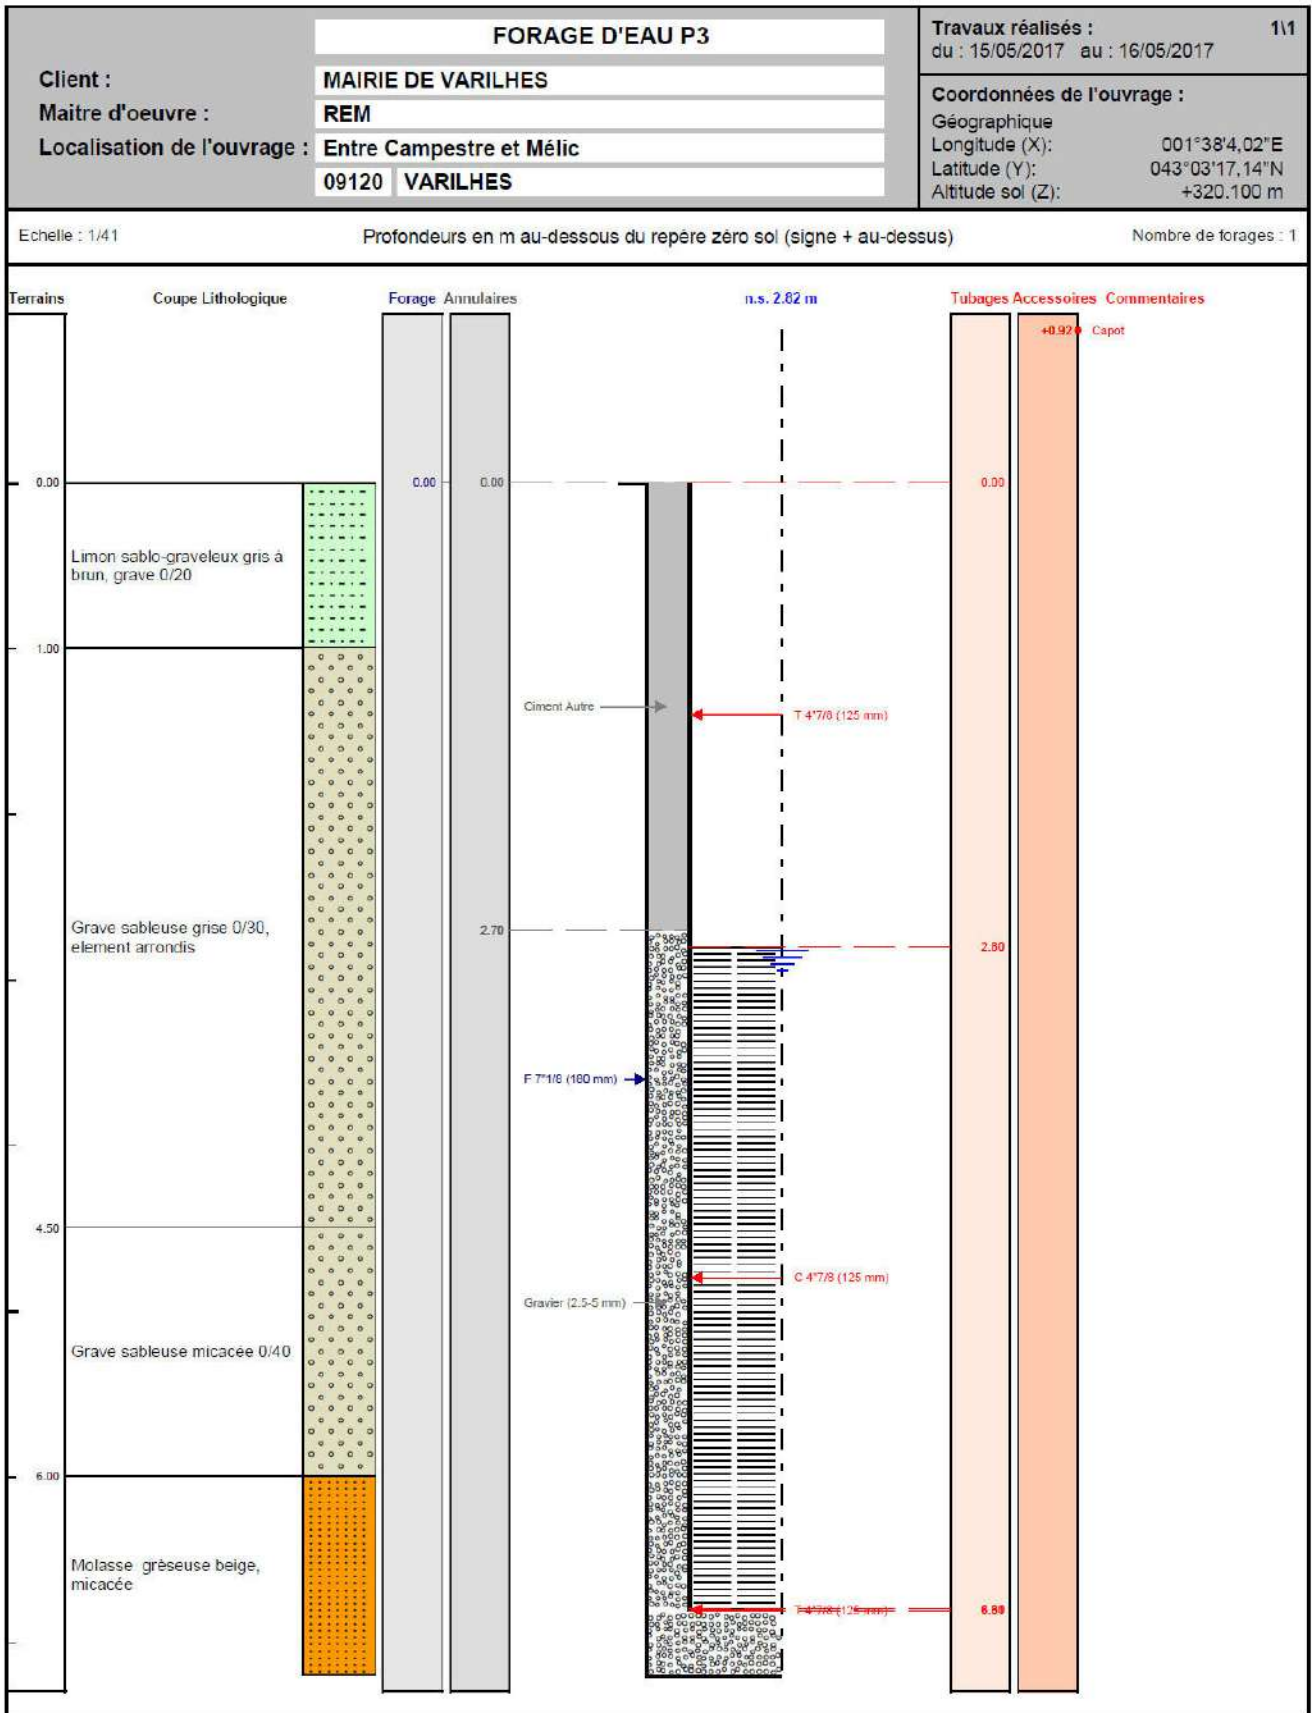 FORAGE D'EAU P3
Travaux réalisés : 1\1
du : 15/05/2017 au : 16/05/2017
Client : MAIRIE DE VARILHES
Maitre d'oeuvre : REM
Localisation de l'ouvrage : Entre Campestre et Mélic
09120 VARILHES
Coordonnées de l'ouvrage :
Géographique
Longitude (X): 001°38'4,02"E
Latitude (Y): 043°03'17,14"N
Altitude sol (Z): +320.100 m
Echelle : 1/41
Profondeurs en m au-dessous du repère zéro sol (signe + au-dessus)
Nombre de forages : 1
Terrains Coupe Lithologique Forage Annulaires n.s. 2.82 m Tubages Accessoires Commentaires
+0.92 Capot
0.00 0.00 0.00 0.00
Limon sablo-graveleux gris à
brun, grave 0/20
1.00
Ciment Autre
T 4"7/8 (125 mm)
Grave sableuse grise 0/30,
element arrondis
2.70
2.80
F 7"1/8 (180 mm)
4.50
C 4"7/8 (125 mm)
Gravier (2.5-5 mm)
Grave sableuse micacée 0/40
6.00
Molasse grèseuse beige,
micacée
T 4"7/8 (125 mm)